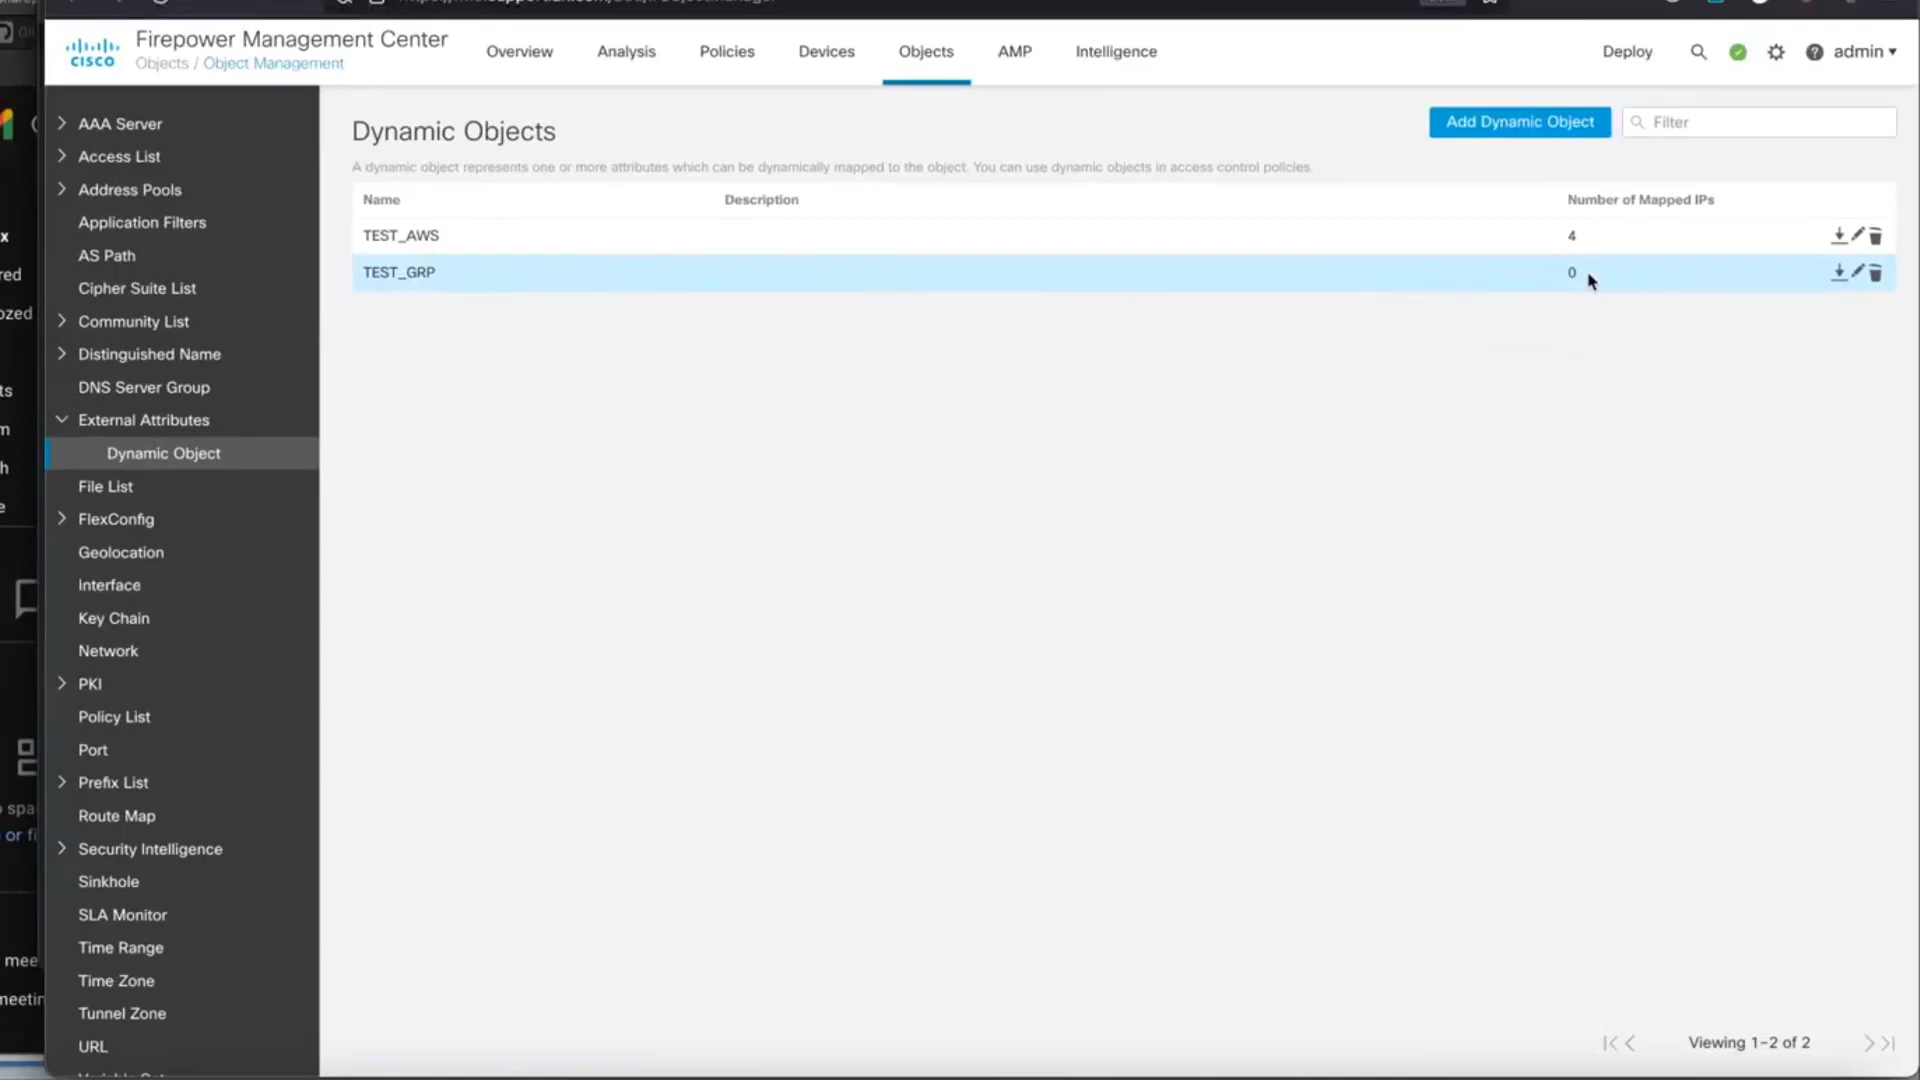 Firepower Management Center
CISCO
Objects / Object Management
Overview Analysis Policies Devices Objects AMP Intelligence
Deploy admin
AAA Server
Access List
Address Pools
Application Filters
AS Path
Cipher Suite List
Community List
Distinguished Name
DNS Server Group
External Attributes
Dynamic Object
File List
FlexConfig
Geolocation
Interface
Key Chain
Network
PKI
Policy List
Port
Prefix List
Route Map
Security Intelligence
Sinkhole
SLA Monitor
Time Range
Time Zone
Tunnel Zone
URL
Dynamic Objects
Add Dynamic Object
Filter
A dynamic object represents one or more attributes which can be dynamically mapped to the object. You can use dynamic objects in access control policies.
Name Description Number of Mapped IPs
TEST_AWS 4
TEST_GRP 0
Viewing 1-2 of 2